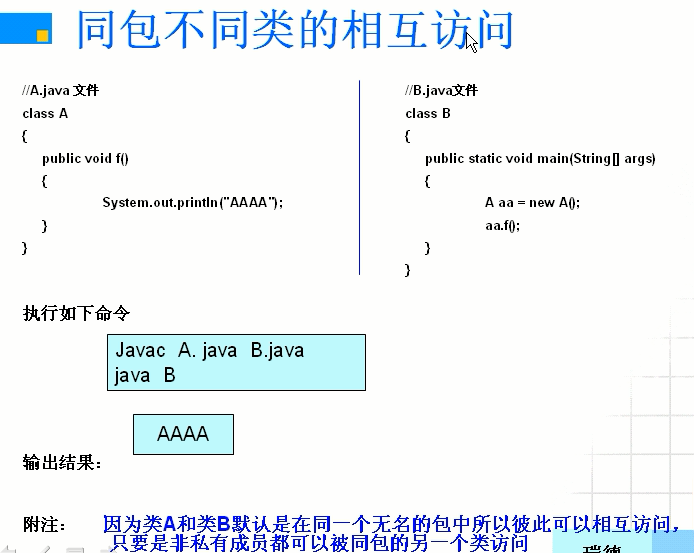 同包不同类的相互访问
//A.java 文件
class A
{
public void f()
{
System.out.println("AAAA");
}
}
//B.java文件
class B
{
public static void main(String[] args)
{
A aa = new A();
aa.f();
}
}
执行如下命令
Javac A. java B.java
java B
AAAA
输出结果：
附注： 因为类A和类B默认是在同一个无名的包中所以彼此可以相互访问，
只要是非私有成员都可以被同包的另一个类访问